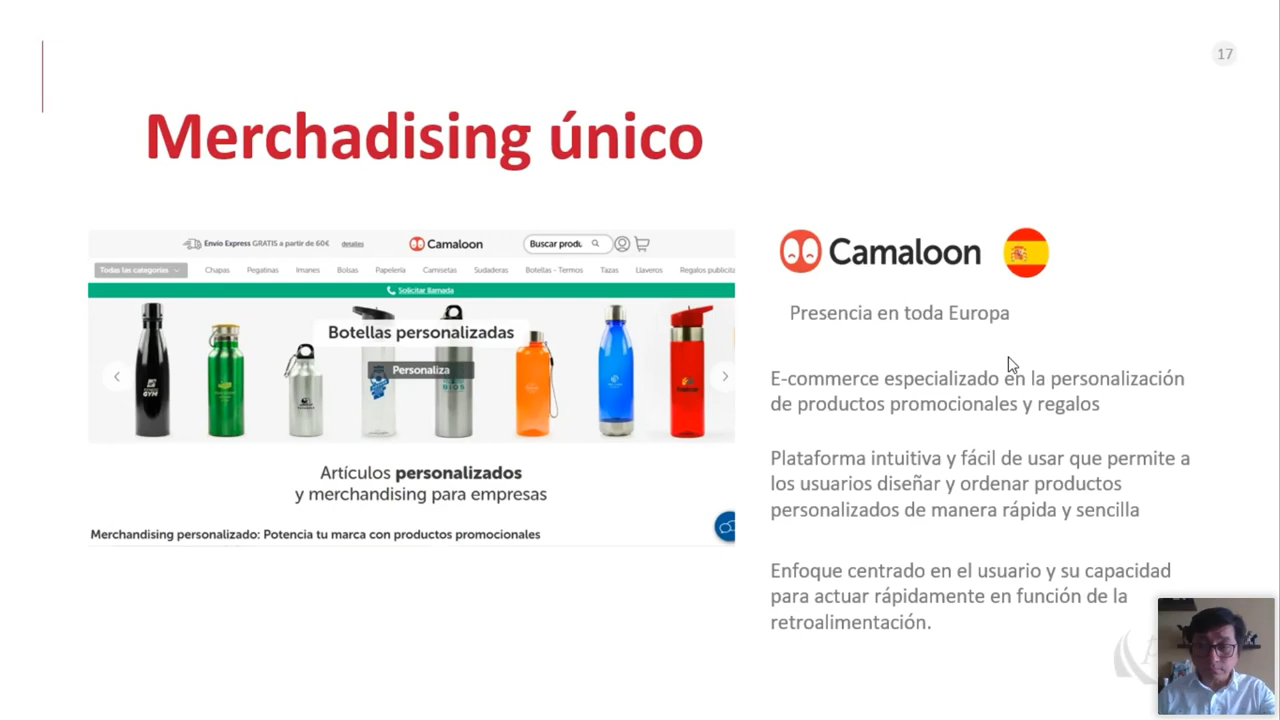 17
Merchadising único
Envío Express GRATIS a partir de 60€ detalles
Camaloon
Buscar produ
Todas las categorías
Chapas Pegatinas Imanes Bolsas Papelería Camisetas Sudaderas Botellas - Termos Tazas Llaveros Regalos publicita
Solicitar llamada
Botellas personalizadas
Personaliza
GYM
BIOS
Artículos personalizados
y merchandising para empresas
Merchandising personalizado: Potencia tu marca con productos promocionales
Camaloon
Presencia en toda Europa
E-commerce especializado en la personalización
de productos promocionales y regalos
Plataforma intuitiva y fácil de usar que permite a
los usuarios diseñar y ordenar productos
personalizados de manera rápida y sencilla
Enfoque centrado en el usuario y su capacidad
para actuar rápidamente en función de la
retroalimentación.